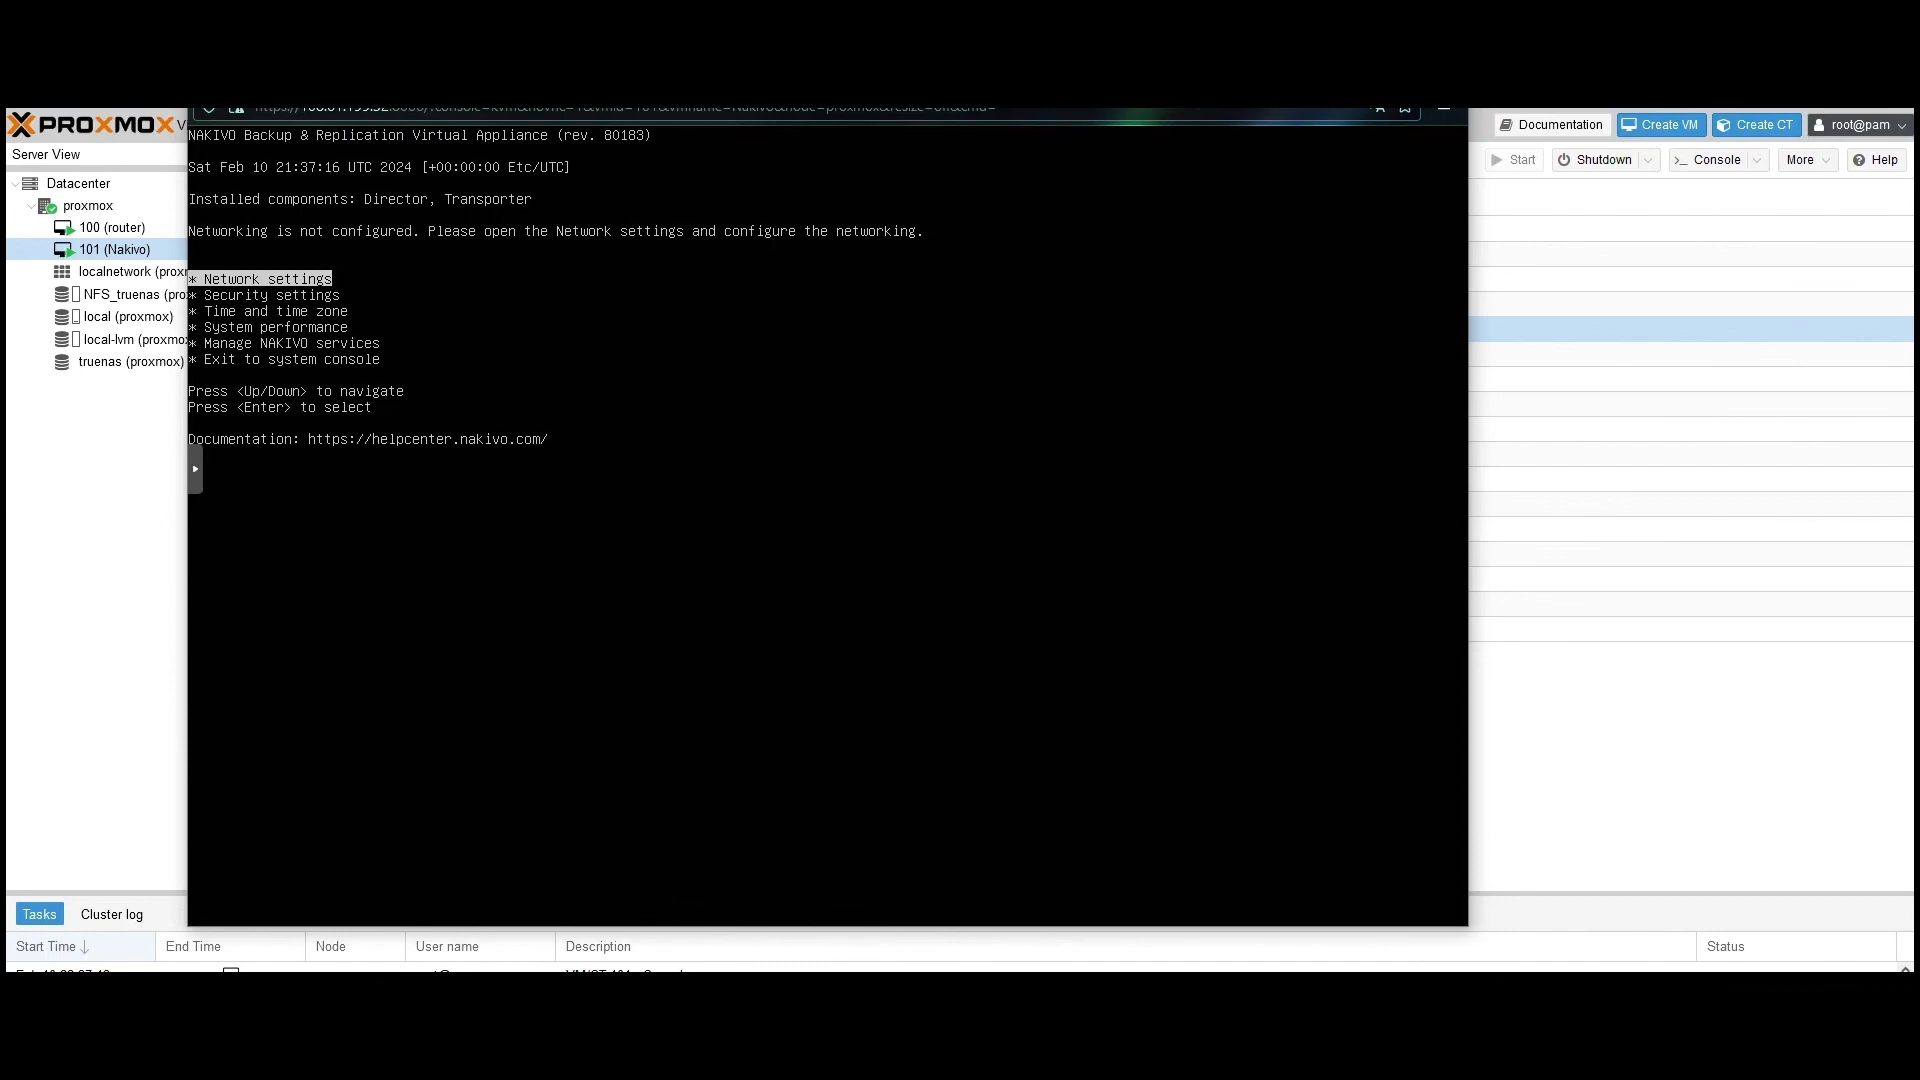 PROXMOX V
Documentation
Create VM
Create CT
root@pam
Server View
Start
Shutdown
Console
More
Help
Datacenter
proxmox
100 (router)
101 (Nakivo)
localnetwork (proxm
NFS_truenas (pro
local (proxmox)
local-lvm (proxmox
truenas (proxmox)
NAKIVO Backup & Replication Virtual Appliance (rev. 80183)
Sat Feb 10 21:37:16 UTC 2024 [+00:00:00 Etc/UTC]
Installed components: Director, Transporter
Networking is not configured. Please open the Network settings and configure the networking.
* Network settings
* Security settings
* Time and time zone
* System performance
* Manage NAKIVO services
* Exit to system console
Press <Up/Down> to navigate
Press <Enter> to select
Documentation: https://helpcenter.nakivo.com/
Tasks
Cluster log
Start Time
End Time
Node
User name
Description
Status